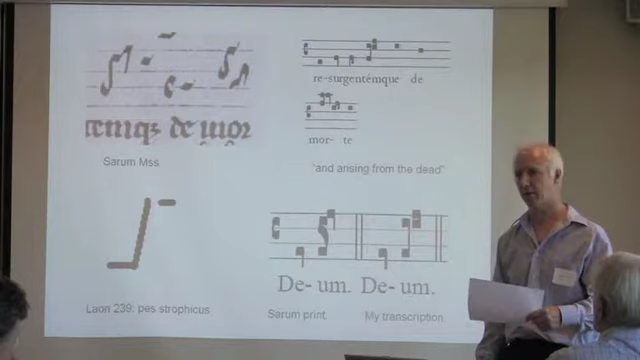 de
Sarum Mss
re-surgentémque de
mor- te
"and arising from the dead"
Laon 239: pes strophicus
De- um. De- um.
Sarum print
My transcription